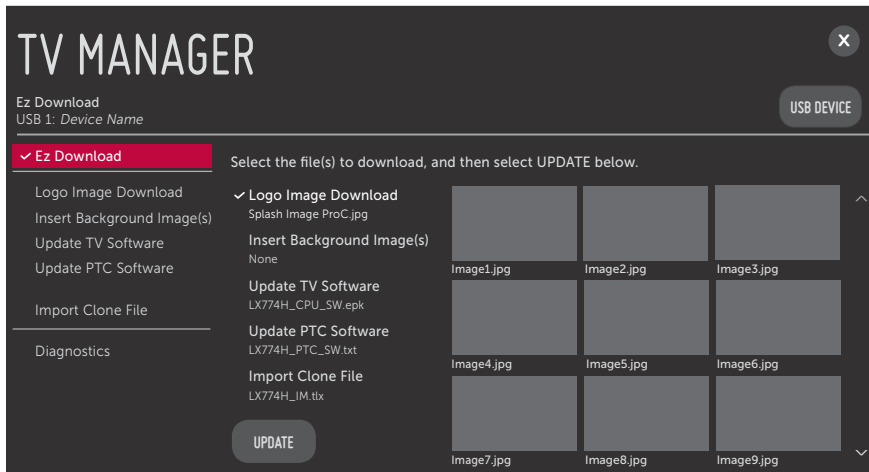 TV MANAGER
X
Ez Download
USB 1: Device Name
USB DEVICE
Ez Download
Logo Image Download
Insert Background Image(s)
Update TV Software
Update PTC Software
Import Clone File
Diagnostics
Select the file(s) to download, and then select UPDATE below.
Logo Image Download
Splash Image ProC.jpg
Insert Background Image(s)
None
Update TV Software
LX774H_CPU_SW.epk
Update PTC Software
LX774H_PTC_SW.txt
Import Clone File
LX774H_IM.tlx
UPDATE
Image1.jpg Image2.jpg Image3.jpg
Image4.jpg Image5.jpg Image6.jpg
Image7.jpg Image8.jpg Image9.jpg